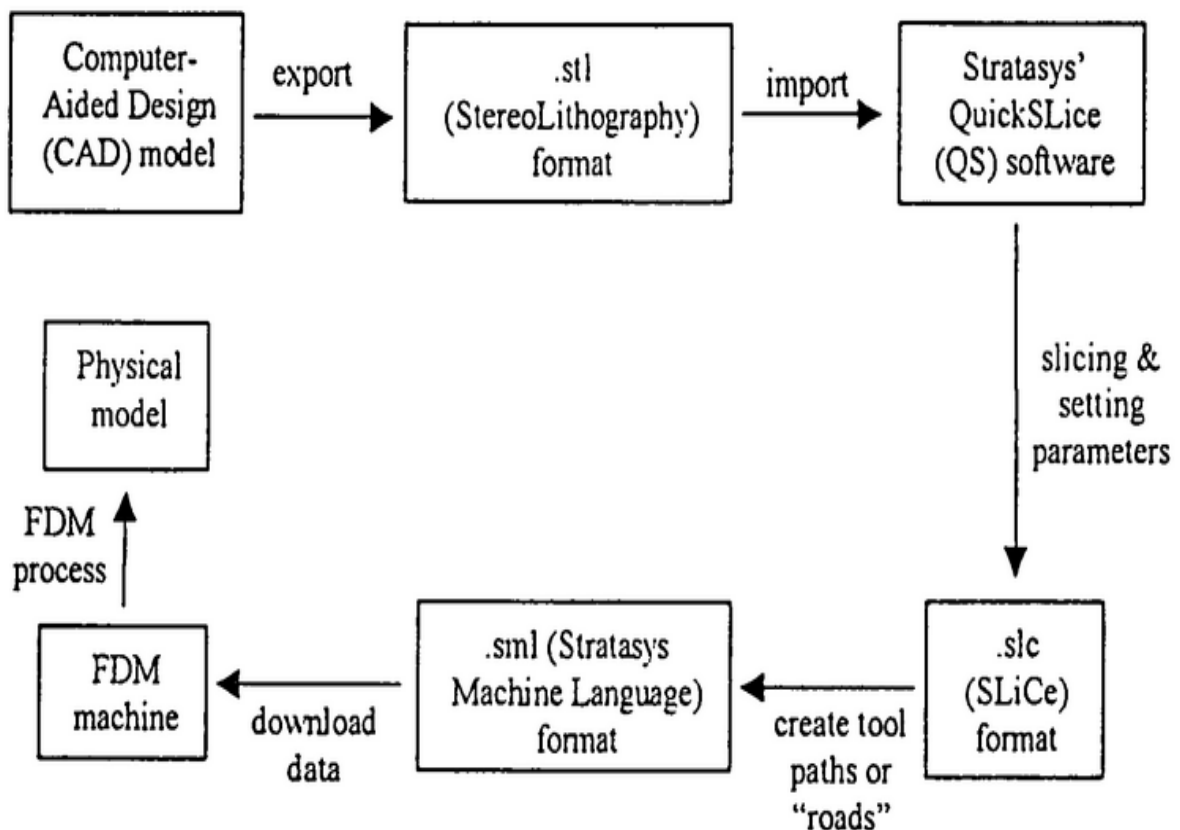 Computer-
Aided Design
(CAD) model
export
.stl
(StereoLithography)
format
import
Stratasys'
QuickSLice
(QS) software
slicing &
setting
parameters
.slc
(SLiCe)
format
create tool
paths or
“roads”
.sml (Stratasys
Machine Language)
format
download
data
FDM
machine
FDM
process
Physical
model